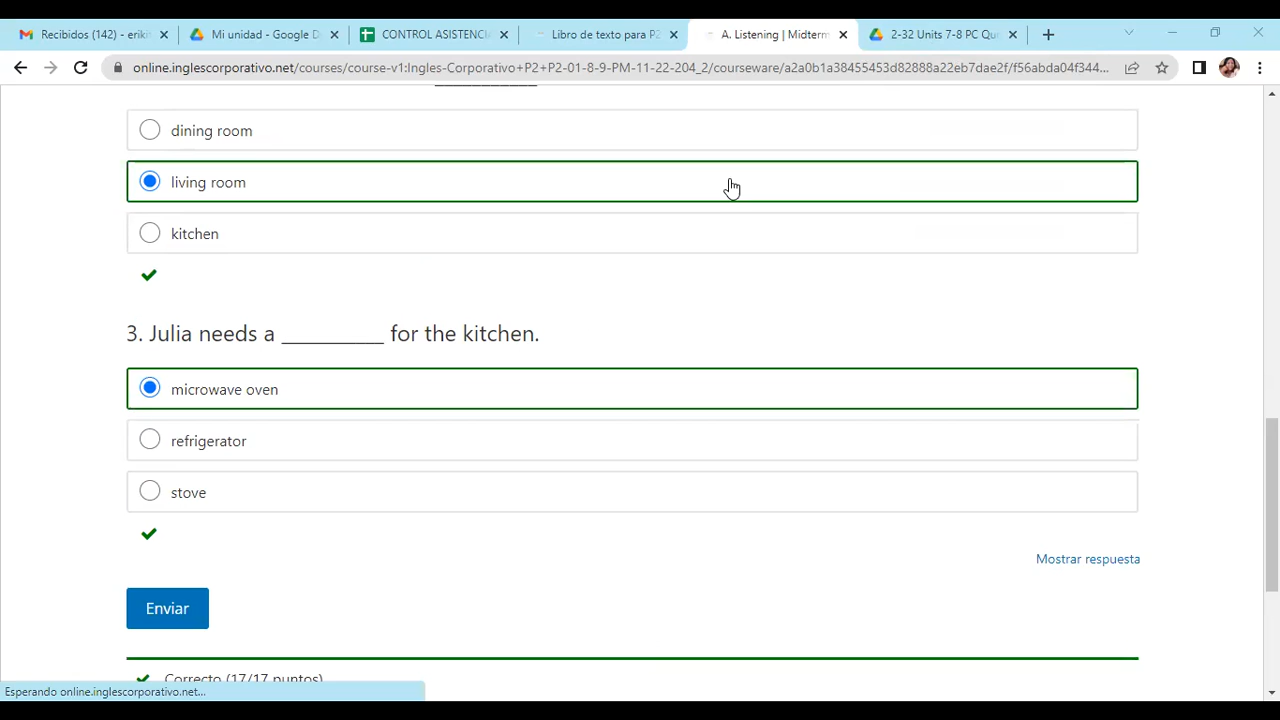 Recibidos (142) - eriki
Mi unidad - Google D
CONTROL ASISTENCI
Libro de texto para P2
A. Listening | Midterm
2-32 Units 7-8 PC Qu
online.inglescorporativo.net/courses/course-v1:Ingles-Corporativo+P2+P2-01-8-9-PM-11-22-204_2/courseware/a2a0b1a38455453d82888a22eb7dae2f/f56abda04f344...
dining room
living room
kitchen
3. Julia needs a __________ for the kitchen.
microwave oven
refrigerator
stove
Mostrar respuesta
Enviar
Correcto (17/17 puntos)
Esperando online.inglescorporativo.net...